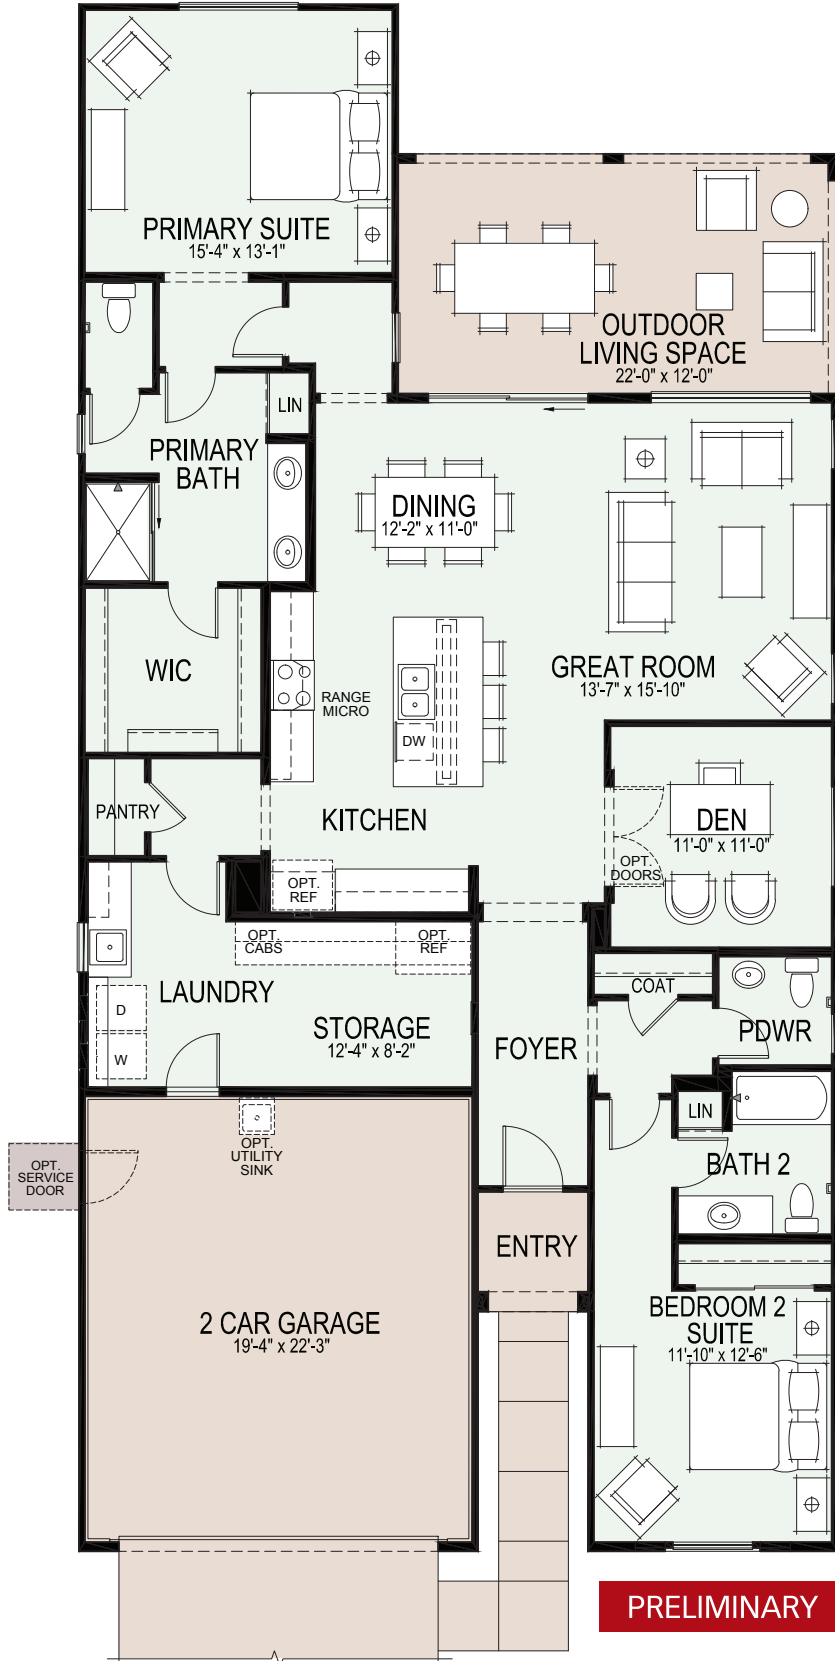 PRIMARY SUITE
15'-4" x 13'-1"
OUTDOOR
LIVING SPACE
22'-0" x 12'-0"
LIN
PRIMARY
BATH
DINING
12'-2" x 11'-0"
WIC
GREAT ROOM
13'-7" x 15'-10"
RANGE
MICRO
DW
PANTRY
KITCHEN
DEN
11'-0" x 11'-0"
OPT.
DOORS
OPT.
REF
OPT.
CABS
OPT.
REF
LAUNDRY
COAT
D
W
STORAGE
12'-4" x 8'-2"
FOYER
PDWR
LIN
OPT.
UTILITY
SINK
OPT.
SERVICE
DOOR
BATH 2
ENTRY
2 CAR GARAGE
19'-4" x 22'-3"
BEDROOM 2
SUITE
11'-10" x 12'-6"
PRELIMINARY